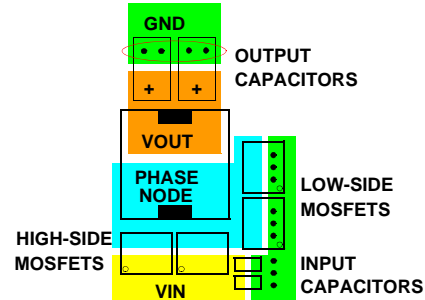 GND
OUTPUT
CAPACITORS
+ +
VOUT
PHASE
NODE
LOW-SIDE
MOSFETS
HIGH-SIDE
MOSFETS
INPUT
CAPACITORS
VIN